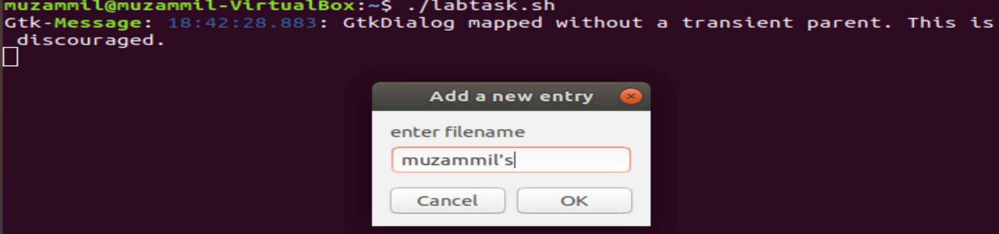 muzammil@muzammil-VirtualBox:~$ ./labtask.sh
Gtk-Message: 18:42:28.883: GtkDialog mapped without a transient parent. This is
discouraged.
Add a new entry
enter filename
muzammil's
Cancel OK